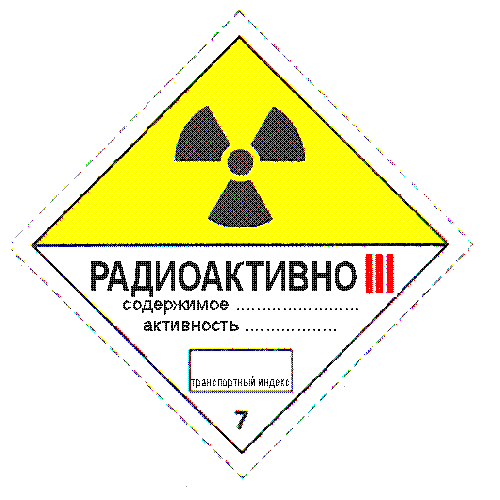 РАДИОАКТИВНО III
содержимое ........................
активность ..................
транспортный индекс
7